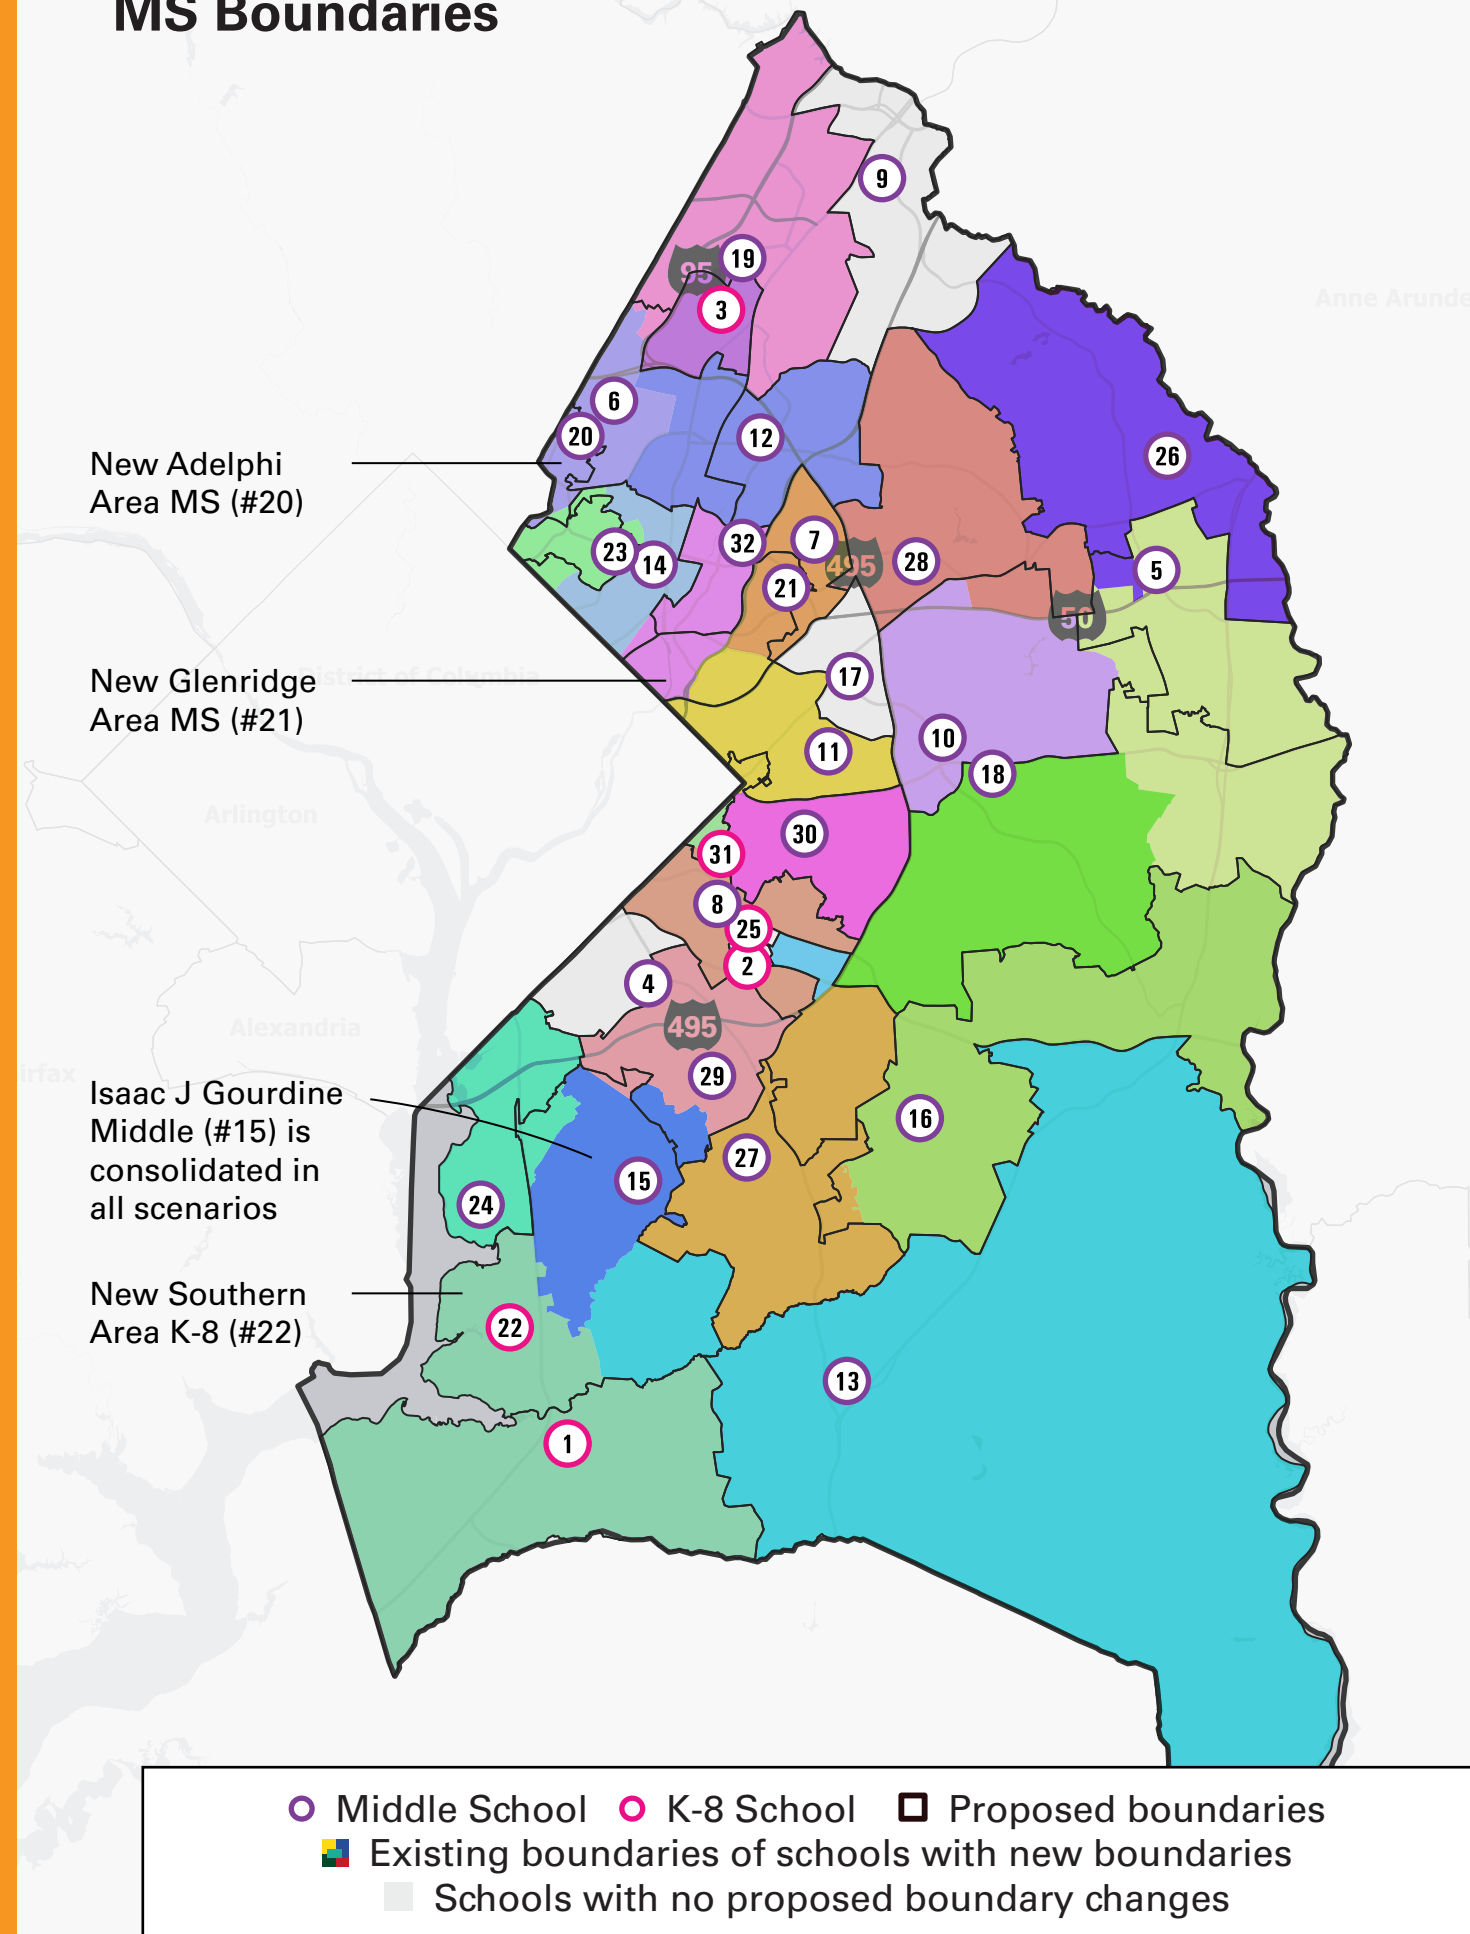 MS Boundaries
9
19
95
3
Anne Arunde
6
20
12
26
New Adelphi
Area MS (#20)
23
14
32
7
495
28
5
21
50
New Glenridge
Area MS (#21)
District of Columbia
17
10
11
18
Arlington
30
31
8
25
2
4
Alexandria
495
irfax
29
Isaac J Gourdine
Middle (#15) is
consolidated in
all scenarios
16
27
15
24
New Southern
Area K-8 (#22)
22
13
1
Middle School K-8 School Proposed boundaries
Existing boundaries of schools with new boundaries
Schools with no proposed boundary changes